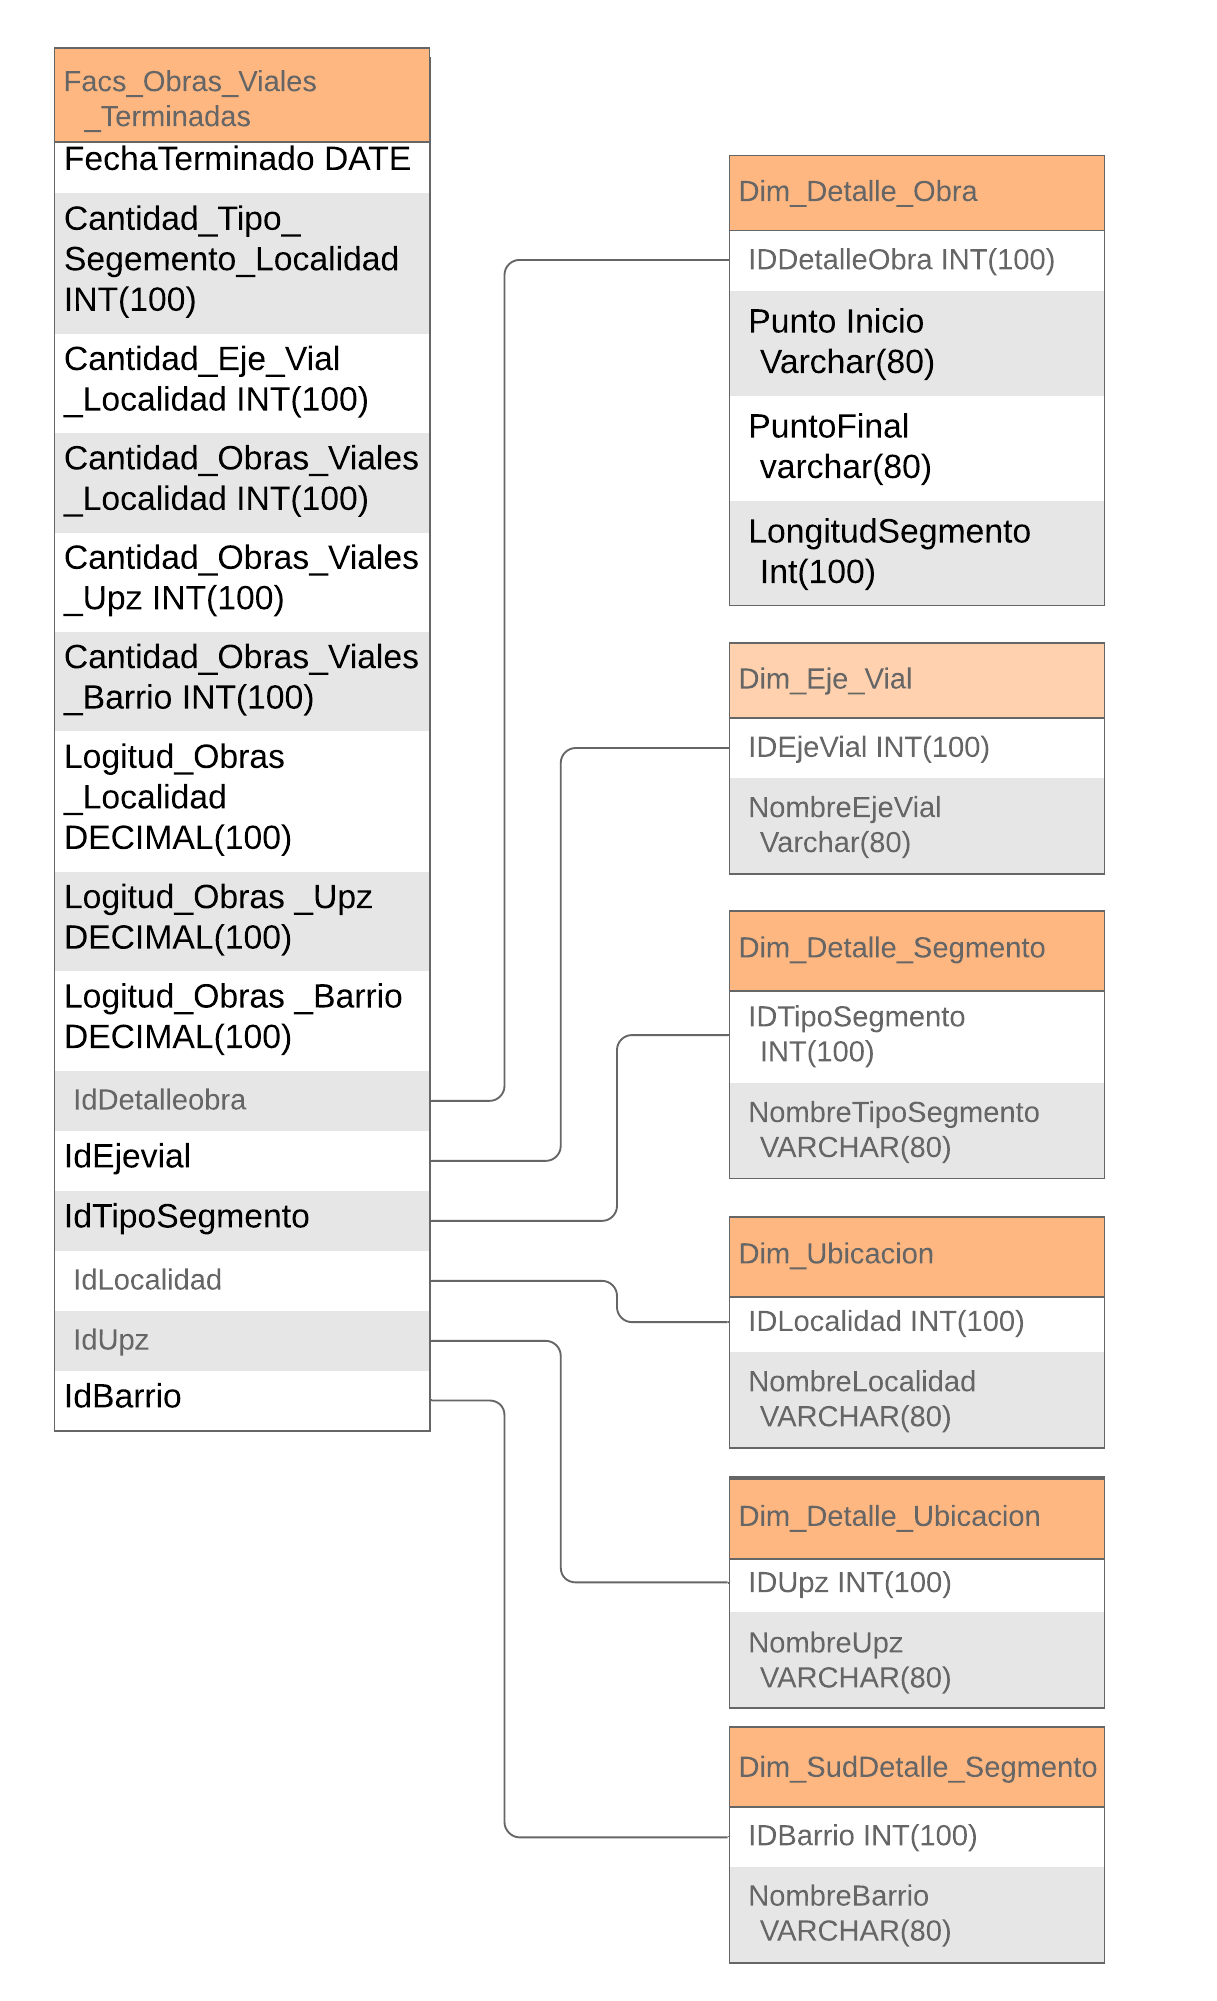 Facs_Obras_Viales
_Terminadas
FechaTerminado DATE
Cantidad_Tipo_
Segemento_Localidad
INT(100)
Cantidad_Eje_Vial
_Localidad INT(100)
Cantidad_Obras_Viales
_Localidad INT(100)
Cantidad_Obras_Viales
_Upz INT(100)
Cantidad_Obras_Viales
_Barrio INT(100)
Logitud_Obras
_Localidad
DECIMAL(100)
Logitud_Obras _Upz
DECIMAL(100)
Logitud_Obras _Barrio
DECIMAL(100)
IdDetalleobra
IdEjevial
IdTipoSegmento
IdLocalidad
IdUpz
IdBarrio
Dim_Detalle_Obra
IDDetalleObra INT(100)
Punto Inicio
Varchar(80)
PuntoFinal
varchar(80)
LongitudSegmento
Int(100)
Dim_Eje_Vial
IDEjeVial INT(100)
NombreEjeVial
Varchar(80)
Dim_Detalle_Segmento
IDTipoSegmento
INT(100)
NombreTipoSegmento
VARCHAR(80)
Dim_Ubicacion
IDLocalidad INT(100)
NombreLocalidad
VARCHAR(80)
Dim_Detalle_Ubicacion
IDUpz INT(100)
NombreUpz
VARCHAR(80)
Dim_SudDetalle_Segmento
IDBarrio INT(100)
NombreBarrio
VARCHAR(80)